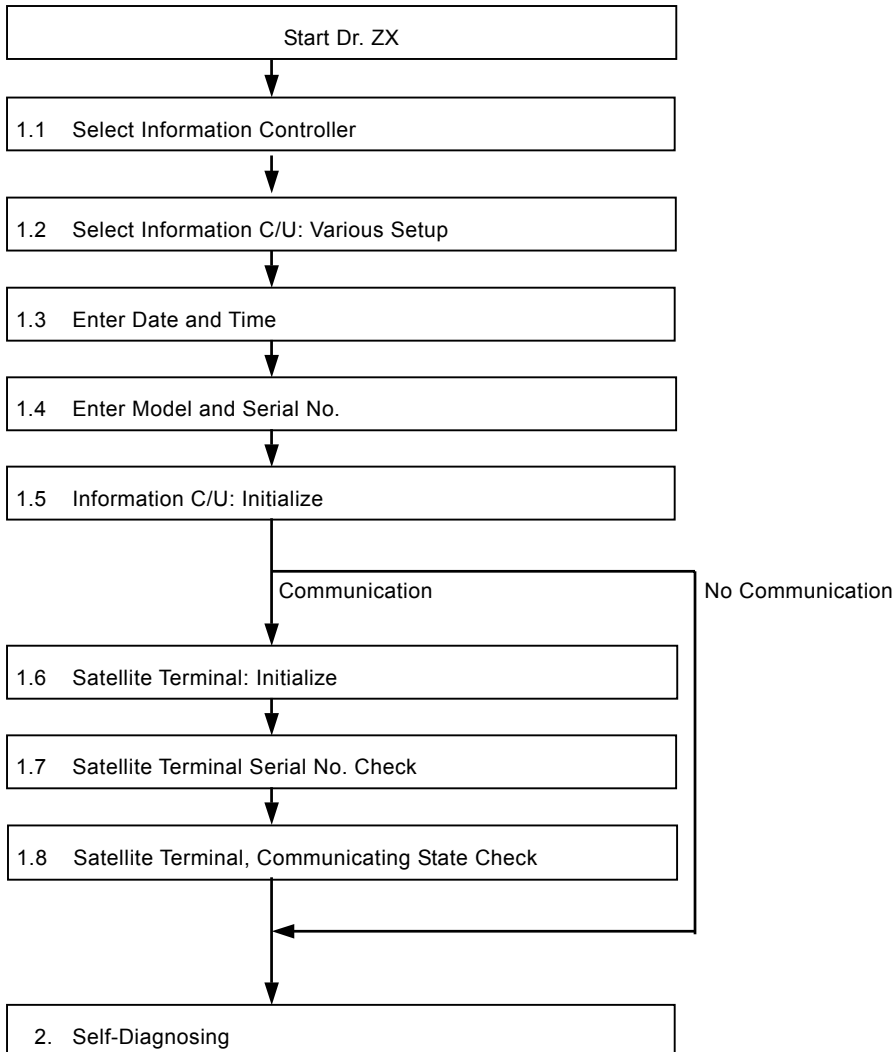 Start Dr. ZX
1.1 Select Information Controller
1.2 Select Information C/U: Various Setup
1.3 Enter Date and Time
1.4 Enter Model and Serial No.
1.5 Information C/U: Initialize
Communication
No Communication
1.6 Satellite Terminal: Initialize
1.7 Satellite Terminal Serial No. Check
1.8 Satellite Terminal, Communicating State Check
2. Self-Diagnosing